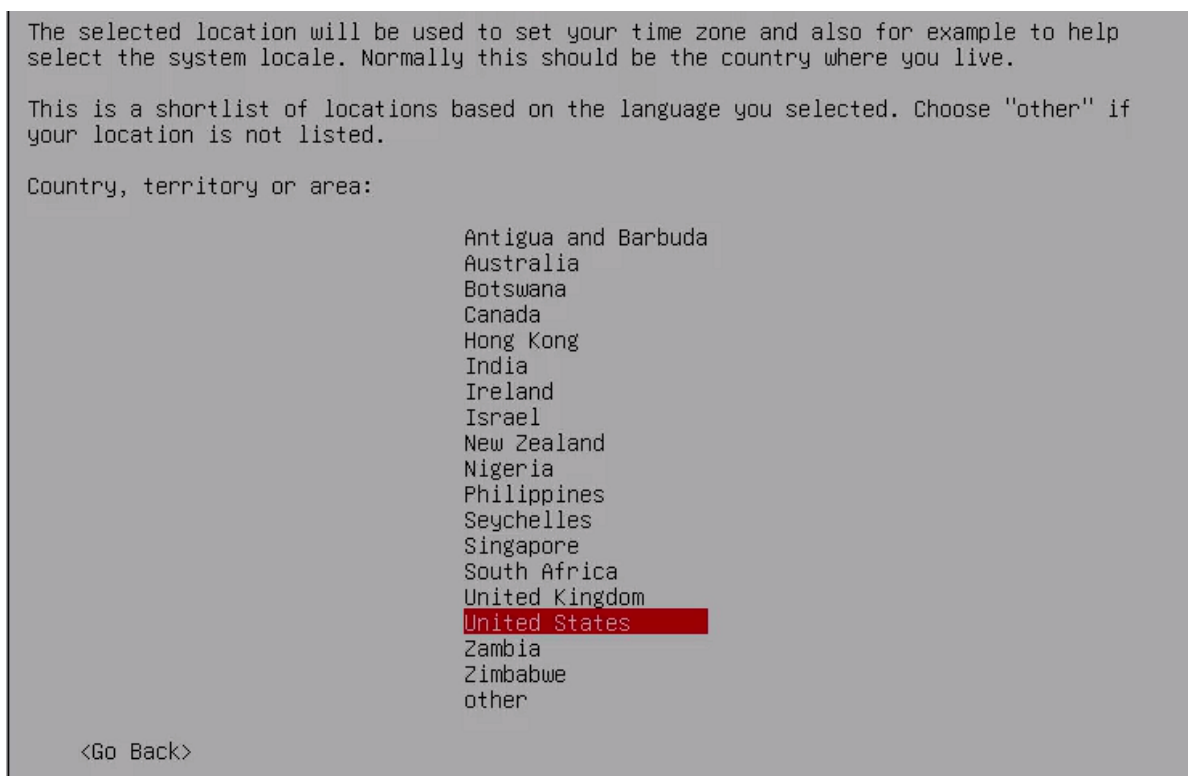 The selected location will be used to set your time zone and also for example to help
select the system locale. Normally this should be the country where you live.
This is a shortlist of locations based on the language you selected. Choose "other" if
your location is not listed.
Country, territory or area:
Antigua and Barbuda
Australia
Botswana
Canada
Hong Kong
India
Ireland
Israel
New Zealand
Nigeria
Philippines
Seychelles
Singapore
South Africa
United Kingdom
United States
Zambia
Zimbabwe
other
<Go Back>